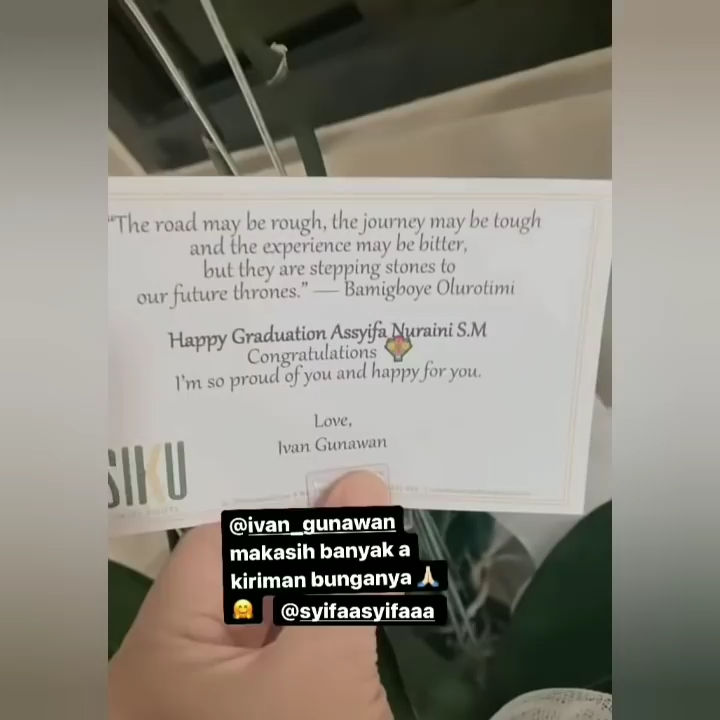 "The road may be rough, the journey may be tough
and the experience may be bitter,
but they are stepping stones to
our future thrones." — Bamigboye Olurotimi
Happy Graduation Assyifa Nuraini S.M
Congratulations
I'm so proud of you and happy for you.
Love,
Ivan Gunawan
SIKU
@ivan_gunawan
makasih banyak a
kiriman bunganya 🙏🏻
🤗 @syifaasyifaaa